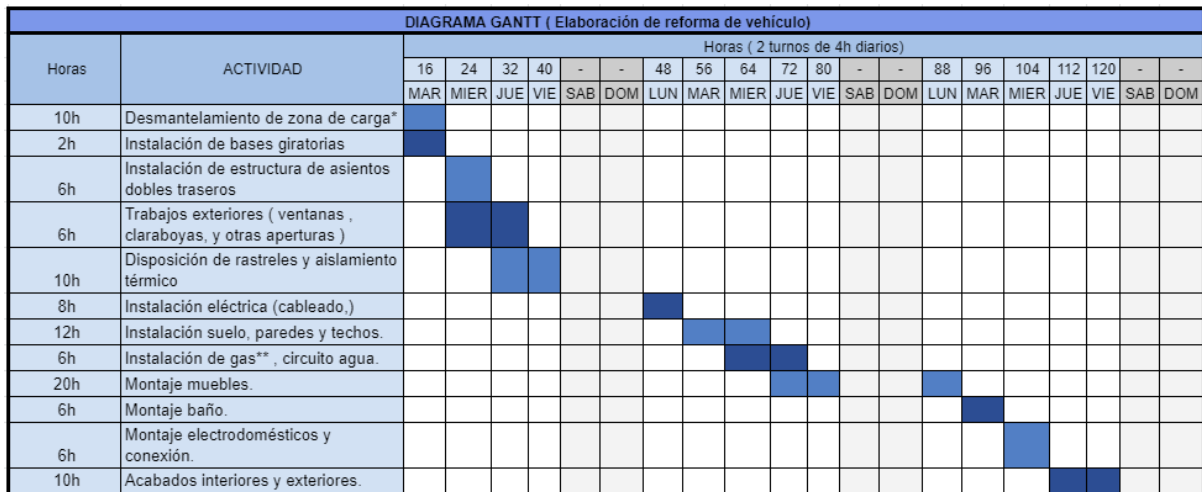 DIAGRAMA GANTT ( Elaboración de reforma de vehículo)
Horas ( 2 turnos de 4h diarios)
Horas ACTIVIDAD 16 24 32 40 - - 48 56 64 72 80 - - 88 96 104 112 120 - -
MAR MIER JUE VIE SAB DOM LUN MAR MIER JUE VIE SAB DOM LUN MAR MIER JUE VIE SAB DOM
10h Desmantelamiento de zona de carga*
2h Instalación de bases giratorias
Instalación de estructura de asientos
6h dobles traseros
Trabajos exteriores ( ventanas ,
6h claraboyas, y otras aperturas )
Disposición de rastreles y aislamiento
10h térmico
8h Instalación eléctrica (cableado,)
12h Instalación suelo, paredes y techos.
6h Instalación de gas** , circuito agua.
20h Montaje muebles.
6h Montaje baño.
Montaje electrodomésticos y
6h conexión.
10h Acabados interiores y exteriores.